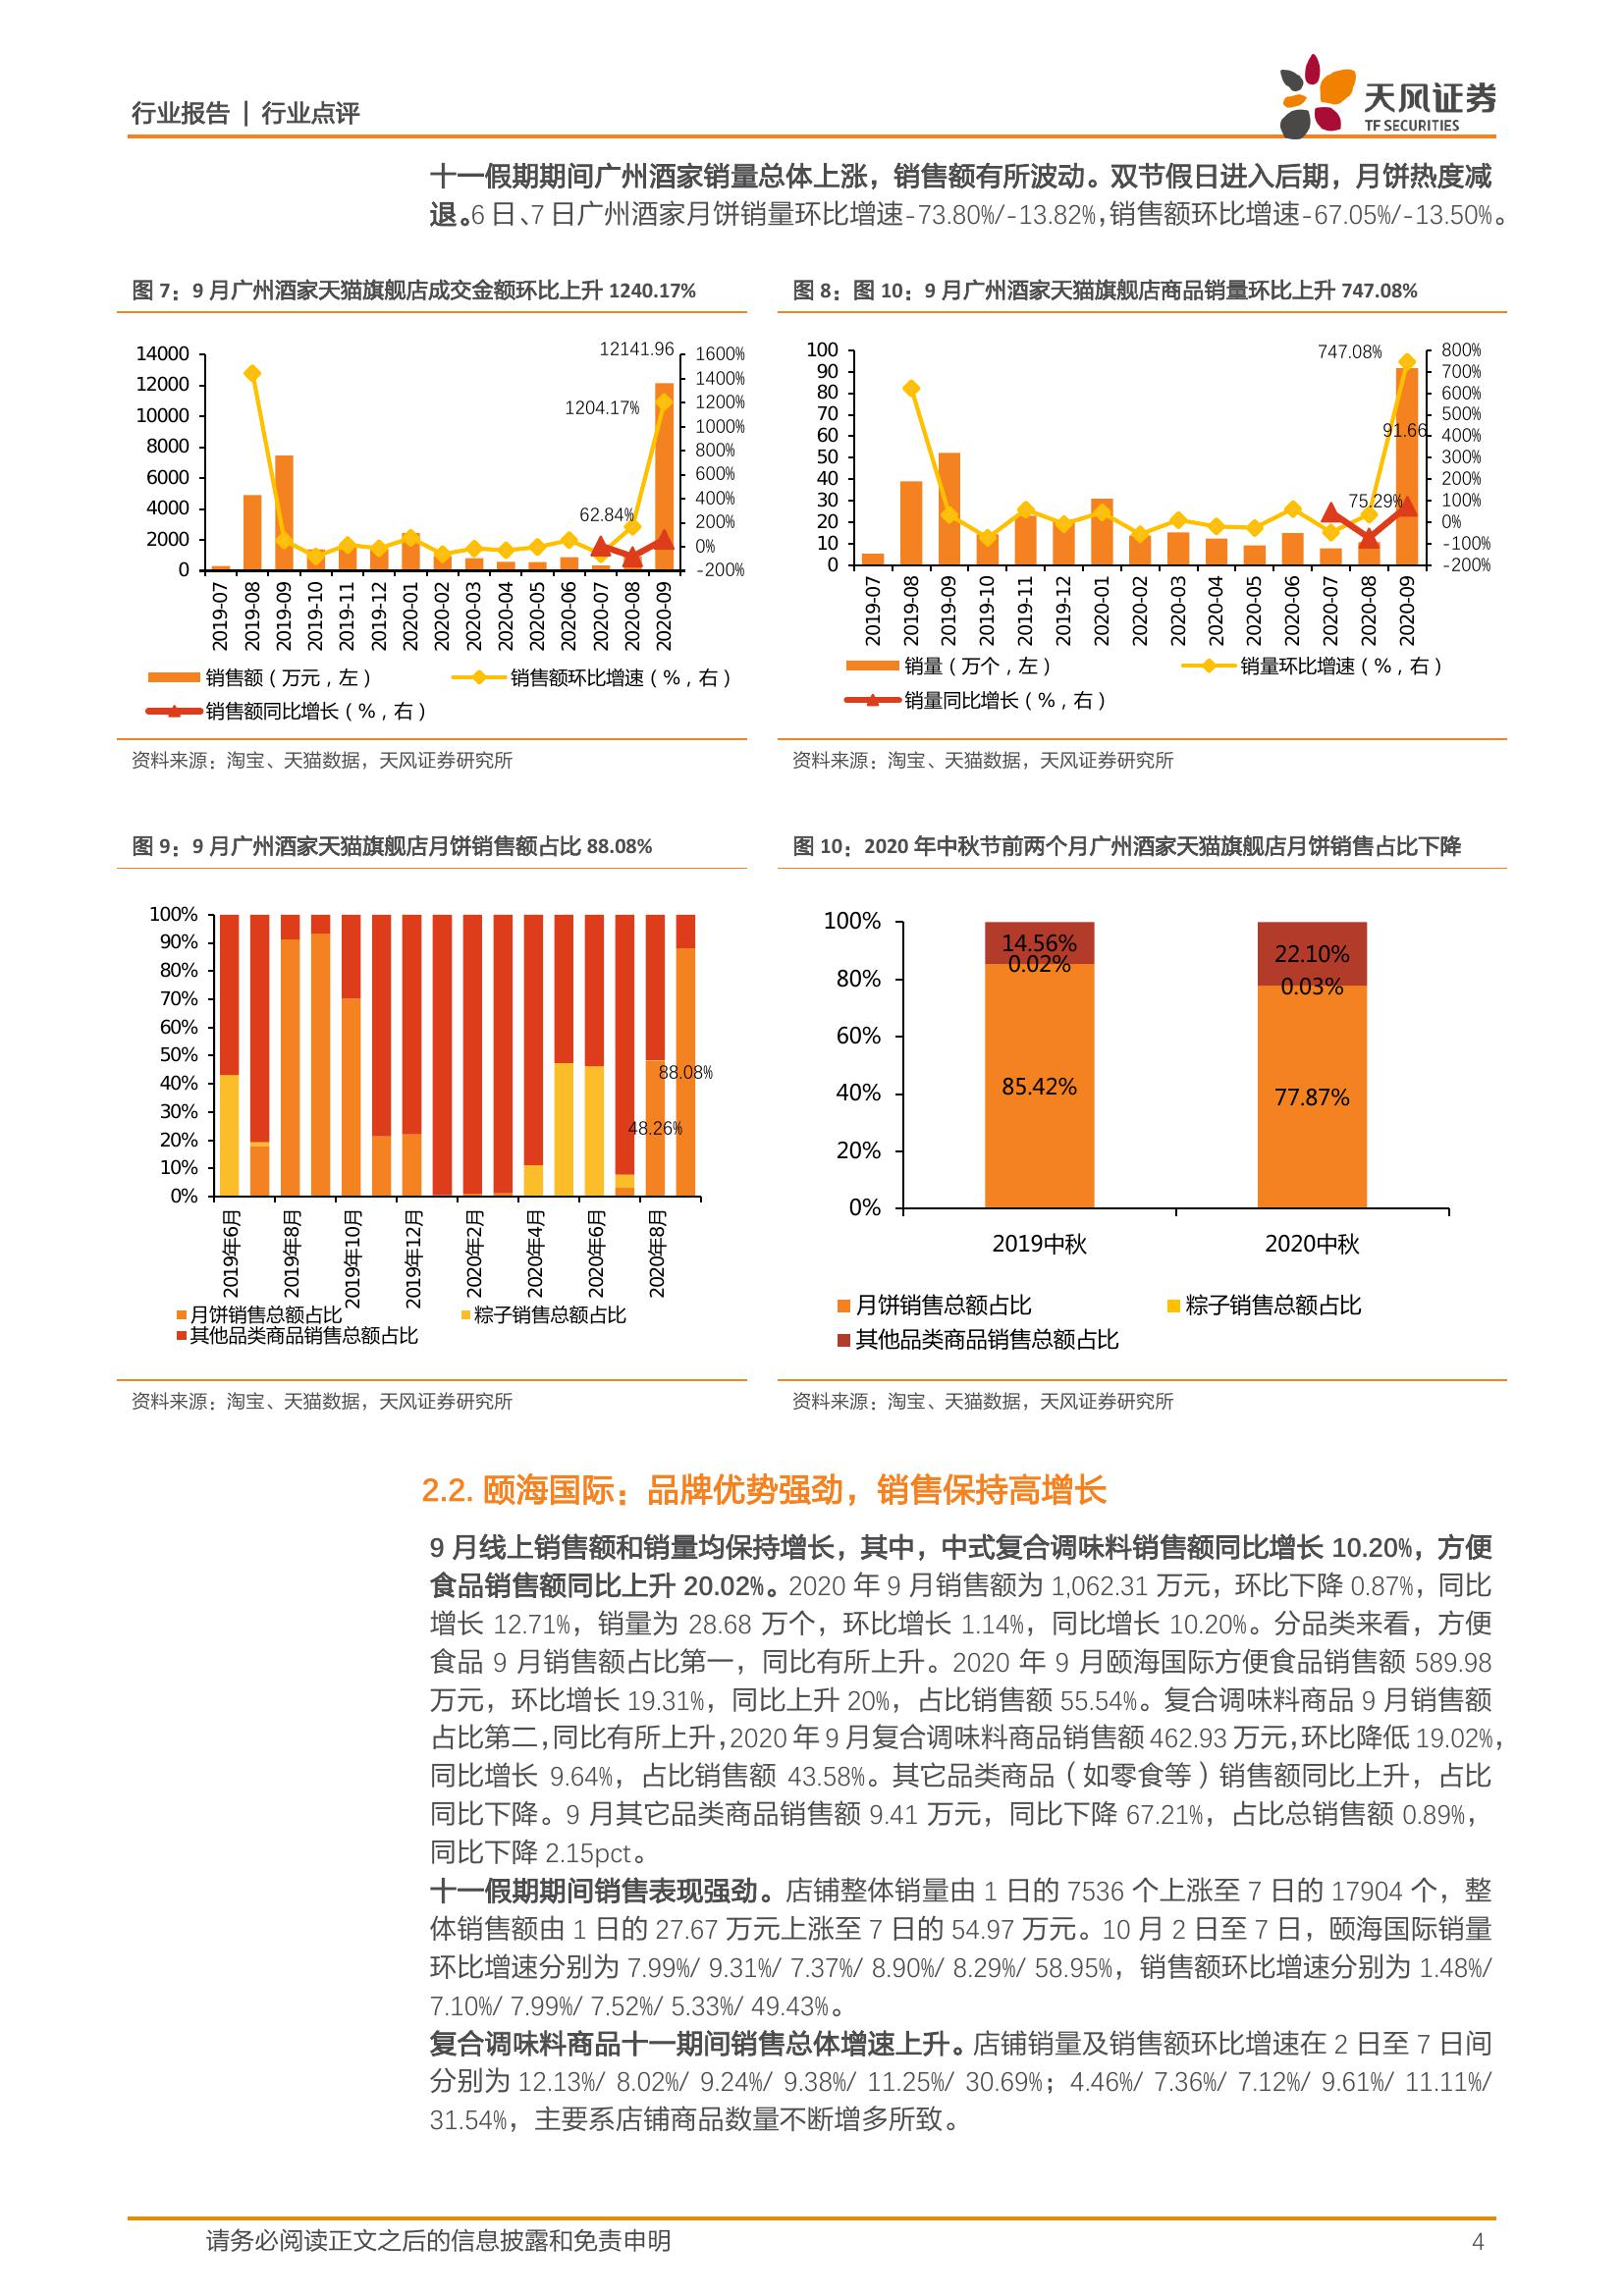 行业报告 | 行业点评
天风证券
TF SECURITIES
十一假期期间广州酒家销量总体上涨，销售额有所波动。双节假日进入后期，月饼热度减
退。6 日、7 日广州酒家月饼销量环比增速-73.80%/-13.82%，销售额环比增速-67.05%/-13.50%。
图 7：9 月广州酒家天猫旗舰店成交金额环比上升 1240.17%
14000
12000
10000
8000
6000
4000
2000
0
12141.96
1204.17%
62.84%
1600%
1400%
1200%
1000%
800%
600%
400%
200%
0%
-200%
2019-07
2019-08
2019-09
2019-10
2019-11
2019-12
2020-01
2020-02
2020-03
2020-04
2020-05
2020-06
2020-07
2020-08
2020-09
销售额（万元，左）
销售额环比增速（%，右）
销售额同比增长（%，右）
资料来源：淘宝、天猫数据，天风证券研究所
图 8：图 10：9 月广州酒家天猫旗舰店商品销量环比上升 747.08%
100
90
80
70
60
50
40
30
20
10
0
747.08%
91.66
75.29%
800%
700%
600%
500%
400%
300%
200%
100%
0%
-100%
-200%
2019-07
2019-08
2019-09
2019-10
2019-11
2019-12
2020-01
2020-02
2020-03
2020-04
2020-05
2020-06
2020-07
2020-08
2020-09
销量（万个，左）
销量环比增速（%，右）
销量同比增长（%，右）
资料来源：淘宝、天猫数据，天风证券研究所
图 9：9 月广州酒家天猫旗舰店月饼销售额占比 88.08%
100%
90%
80%
70%
60%
50%
40%
30%
20%
10%
0%
88.08%
48.26%
2019年6月
2019年8月
2019年10月
2019年12月
2020年2月
2020年4月
2020年6月
2020年8月
月饼销售总额占比
粽子销售总额占比
其他品类商品销售总额占比
资料来源：淘宝、天猫数据，天风证券研究所
图 10：2020 年中秋节前两个月广州酒家天猫旗舰店月饼销售占比下降
100%
80%
60%
40%
20%
0%
14.56%
0.02%
85.42%
22.10%
0.03%
77.87%
2019中秋
2020中秋
月饼销售总额占比
粽子销售总额占比
其他品类商品销售总额占比
资料来源：淘宝、天猫数据，天风证券研究所
2.2. 颐海国际：品牌优势强劲，销售保持高增长
9 月线上销售额和销量均保持增长，其中，中式复合调味料销售额同比增长 10.20%，方便
食品销售额同比上升 20.02%。2020 年 9 月销售额为 1,062.31 万元，环比下降 0.87%，同比
增长 12.71%，销量为 28.68 万个，环比增长 1.14%，同比增长 10.20%。分品类来看，方便
食品 9 月销售额占比第一，同比有所上升。2020 年 9 月颐海国际方便食品销售额 589.98
万元，环比增长 19.31%，同比上升 20%，占比销售额 55.54%。复合调味料商品 9 月销售额
占比第二，同比有所上升，2020 年 9 月复合调味料商品销售额 462.93 万元，环比降低 19.02%，
同比增长 9.64%，占比销售额 43.58%。其它品类商品（如零食等）销售额同比上升，占比
同比下降。9 月其它品类商品销售额 9.41 万元，同比下降 67.21%，占比总销售额 0.89%，
同比下降 2.15pct。
十一假期期间销售表现强劲。店铺整体销量由 1 日的 7536 个上涨至 7 日的 17904 个，整
体销售额由 1 日的 27.67 万元上涨至 7 日的 54.97 万元。10 月 2 日至 7 日，颐海国际销量
环比增速分别为 7.99%/ 9.31%/ 7.37%/ 8.90%/ 8.29%/ 58.95%，销售额环比增速分别为 1.48%/
7.10%/ 7.99%/ 7.52%/ 5.33%/ 49.43%。
复合调味料商品十一期间销售总体增速上升。店铺销量及销售额环比增速在 2 日至 7 日间
分别为 12.13%/ 8.02%/ 9.24%/ 9.38%/ 11.25%/ 30.69%；4.46%/ 7.36%/ 7.12%/ 9.61%/ 11.11%/
31.54%，主要系店铺商品数量不断增多所致。
请务必阅读正文之后的信息披露和免责申明
4